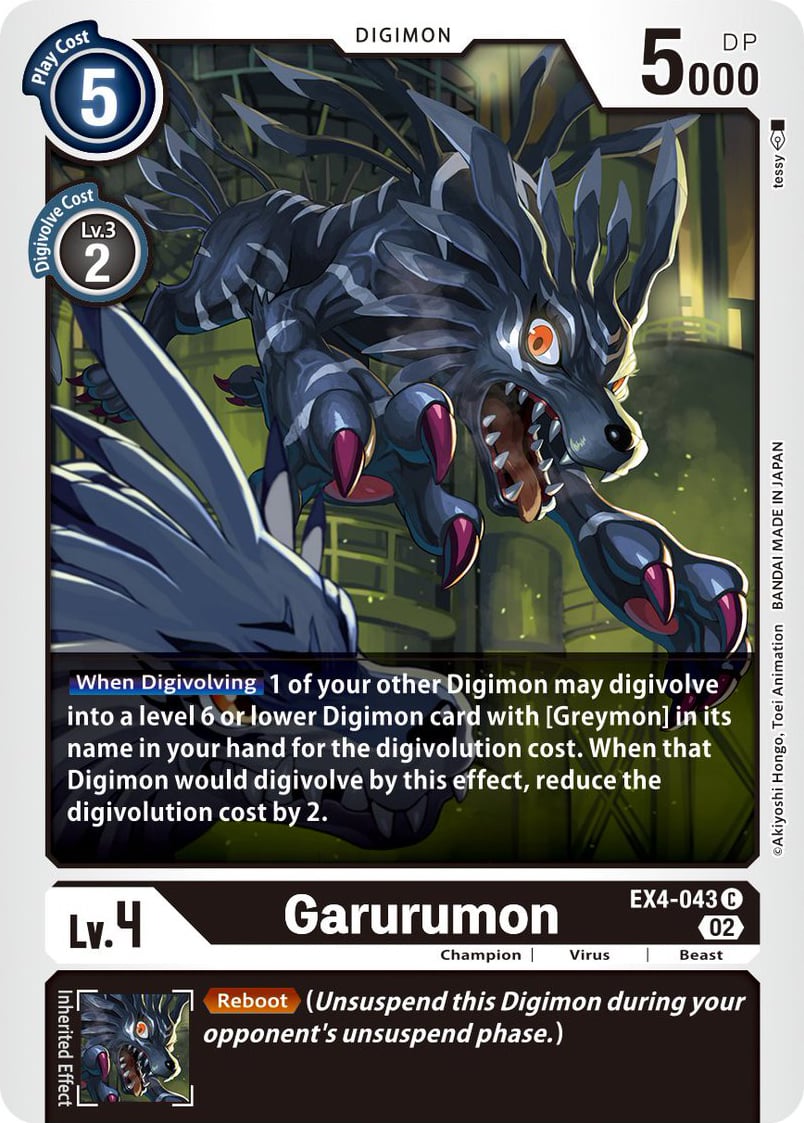 DIGIMON
Play Cost
5
DP
5000
Digivolve Cost
Lv.3
2
tessy
When Digivolving 1 of your other Digimon may digivolve
into a level 6 or lower Digimon card with [Greymon] in its
name in your hand for the digivolution cost. When that
Digimon would digivolve by this effect, reduce the
digivolution cost by 2.
©Akiyoshi Hongo, Toei Animation BANDAI MADE IN JAPAN
Lv.4
Garurumon
EX4-043 C
02
Champion | Virus | Beast
Inherited Effect
Reboot (Unsuspend this Digimon during your
opponent's unsuspend phase.)